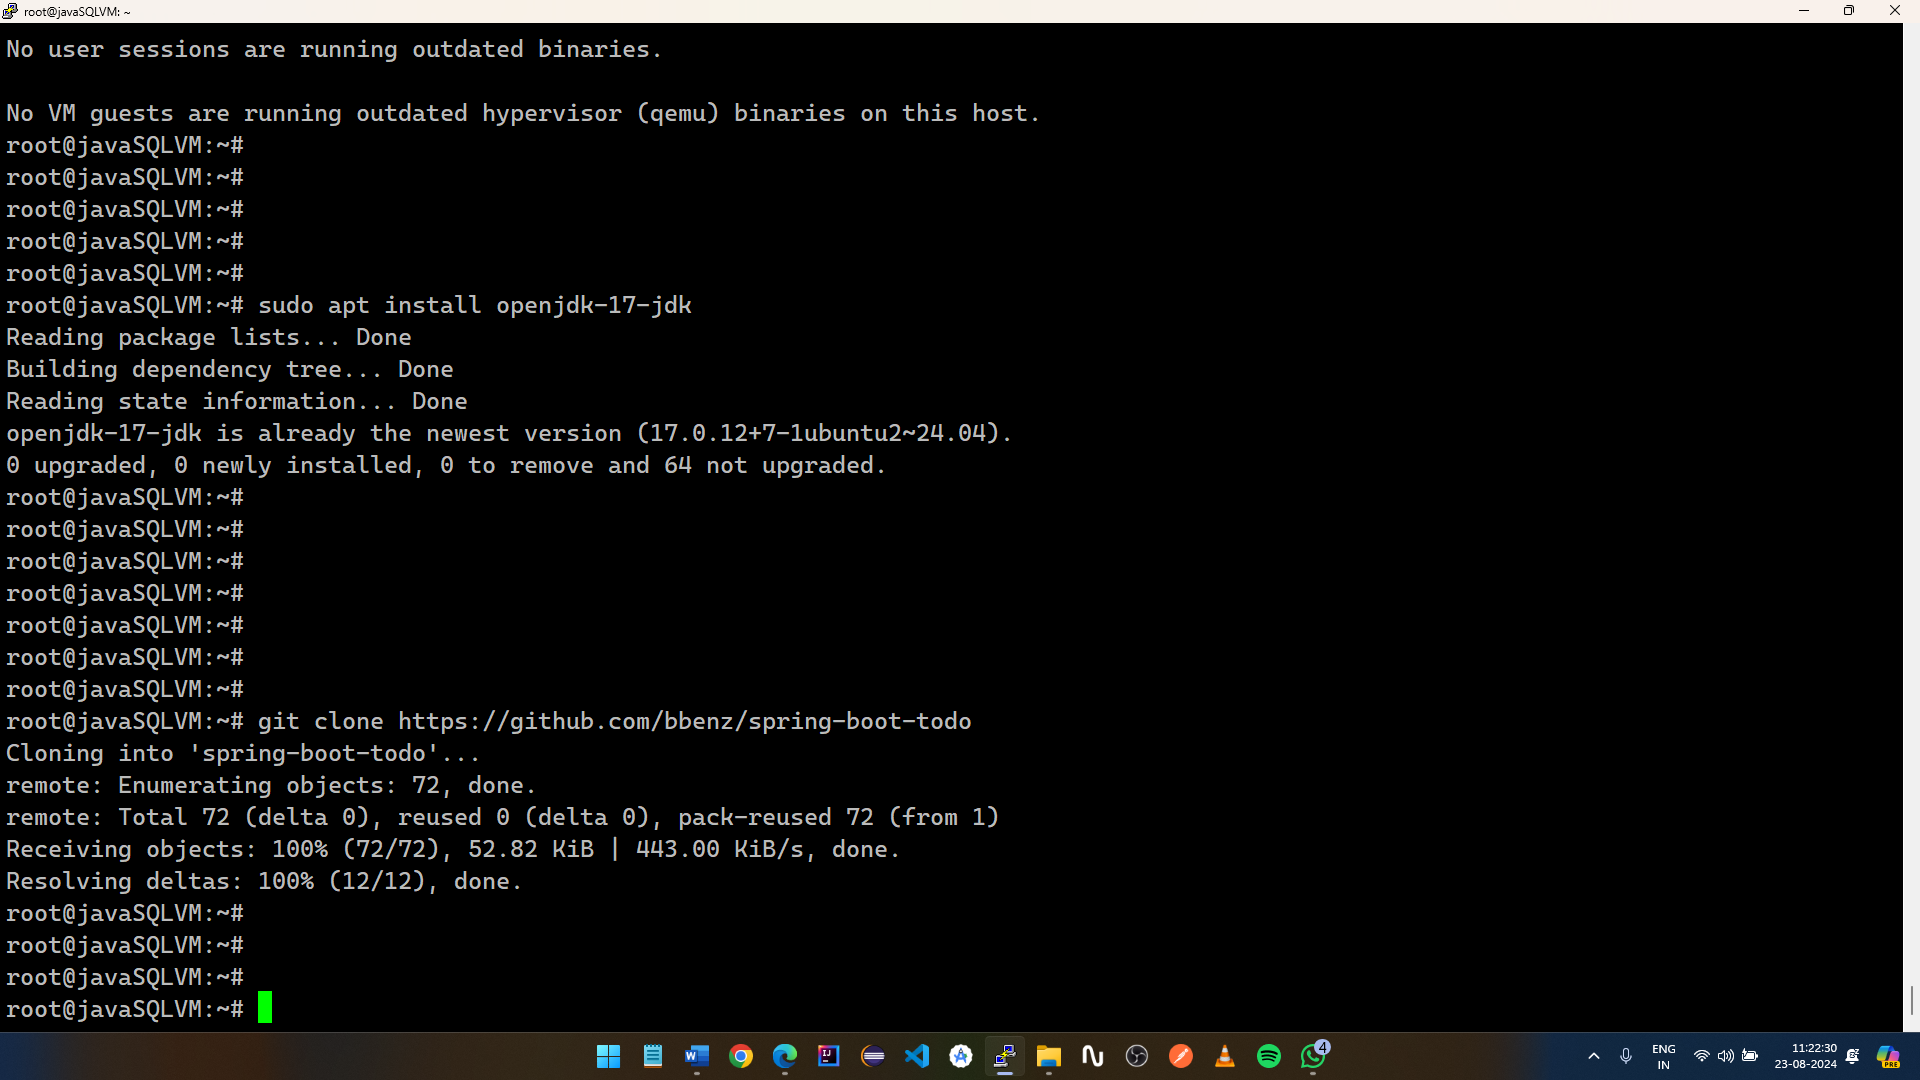 root@javaSQLVM: ~
No user sessions are running outdated binaries.
No VM guests are running outdated hypervisor (qemu) binaries on this host.
root@javaSQLVM:~#
root@javaSQLVM:~#
root@javaSQLVM:~#
root@javaSQLVM:~#
root@javaSQLVM:~#
root@javaSQLVM:~# sudo apt install openjdk-17-jdk
Reading package lists... Done
Building dependency tree... Done
Reading state information... Done
openjdk-17-jdk is already the newest version (17.0.12+7-1ubuntu2~24.04).
0 upgraded, 0 newly installed, 0 to remove and 64 not upgraded.
root@javaSQLVM:~#
root@javaSQLVM:~#
root@javaSQLVM:~#
root@javaSQLVM:~#
root@javaSQLVM:~#
root@javaSQLVM:~#
root@javaSQLVM:~#
root@javaSQLVM:~# git clone https://github.com/bbenz/spring-boot-todo
Cloning into 'spring-boot-todo'...
remote: Enumerating objects: 72, done.
remote: Total 72 (delta 0), reused 0 (delta 0), pack-reused 72 (from 1)
Receiving objects: 100% (72/72), 52.82 KiB | 443.00 KiB/s, done.
Resolving deltas: 100% (12/12), done.
root@javaSQLVM:~#
root@javaSQLVM:~#
root@javaSQLVM:~#
root@javaSQLVM:~#
4
ENG
IN
11:22:30
23-08-2024
PRE